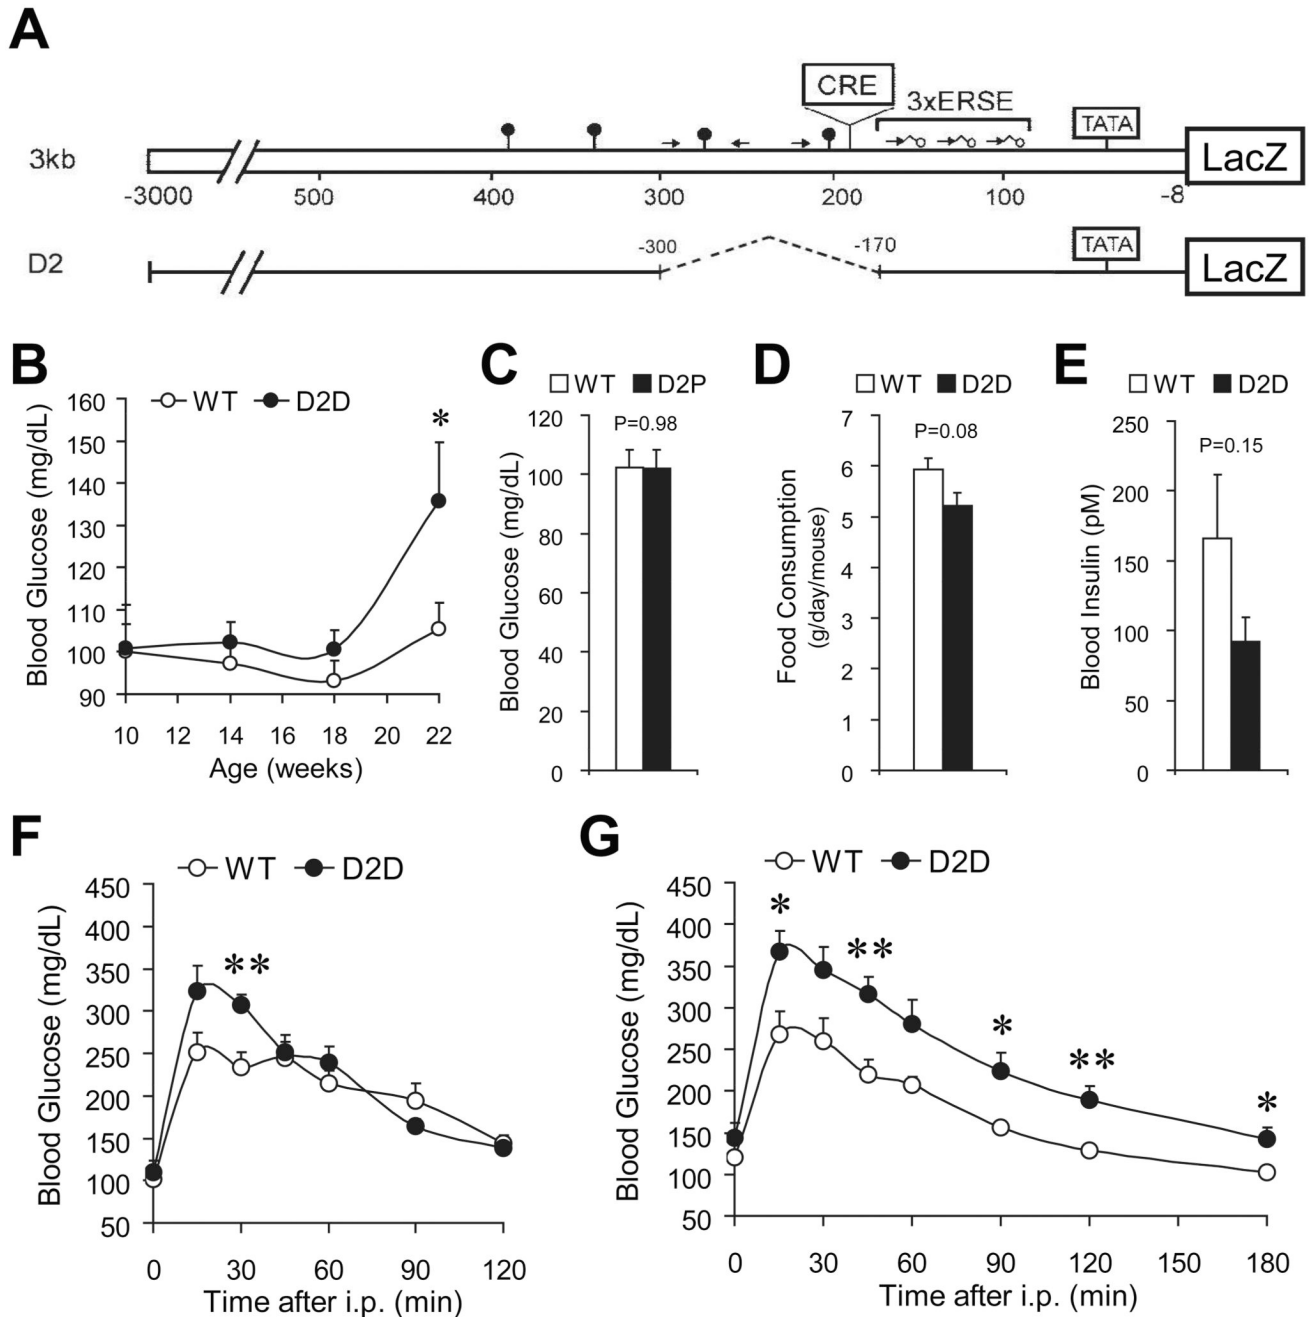 A
CRE
3xERSE
TATA
3kb
LacZ
-3000
500
400
300
200
100
-8
D2
-300
-170
TATA
LacZ
B
WT
D2D
Blood Glucose (mg/dL)
160
150
140
130
120
110
100
90
*
10 12 14 16 18 20 22
Age (weeks)
C
WT
D2P
P=0.98
Blood Glucose (mg/dL)
120
100
80
60
40
20
0
D
WT
D2D
P=0.08
Food Consumption
(g/day/mouse)
7
6
5
4
3
2
1
0
E
WT
D2D
P=0.15
Blood Insulin (pM)
250
200
150
100
50
0
F
WT
D2D
Blood Glucose (mg/dL)
450
400
350
300
250
200
150
100
50
**
0 30 60 90 120
Time after i.p. (min)
G
WT
D2D
Blood Glucose (mg/dL)
450
400
350
300
250
200
150
100
50
*
**
*
**
*
0 30 60 90 120 150 180
Time after i.p. (min)